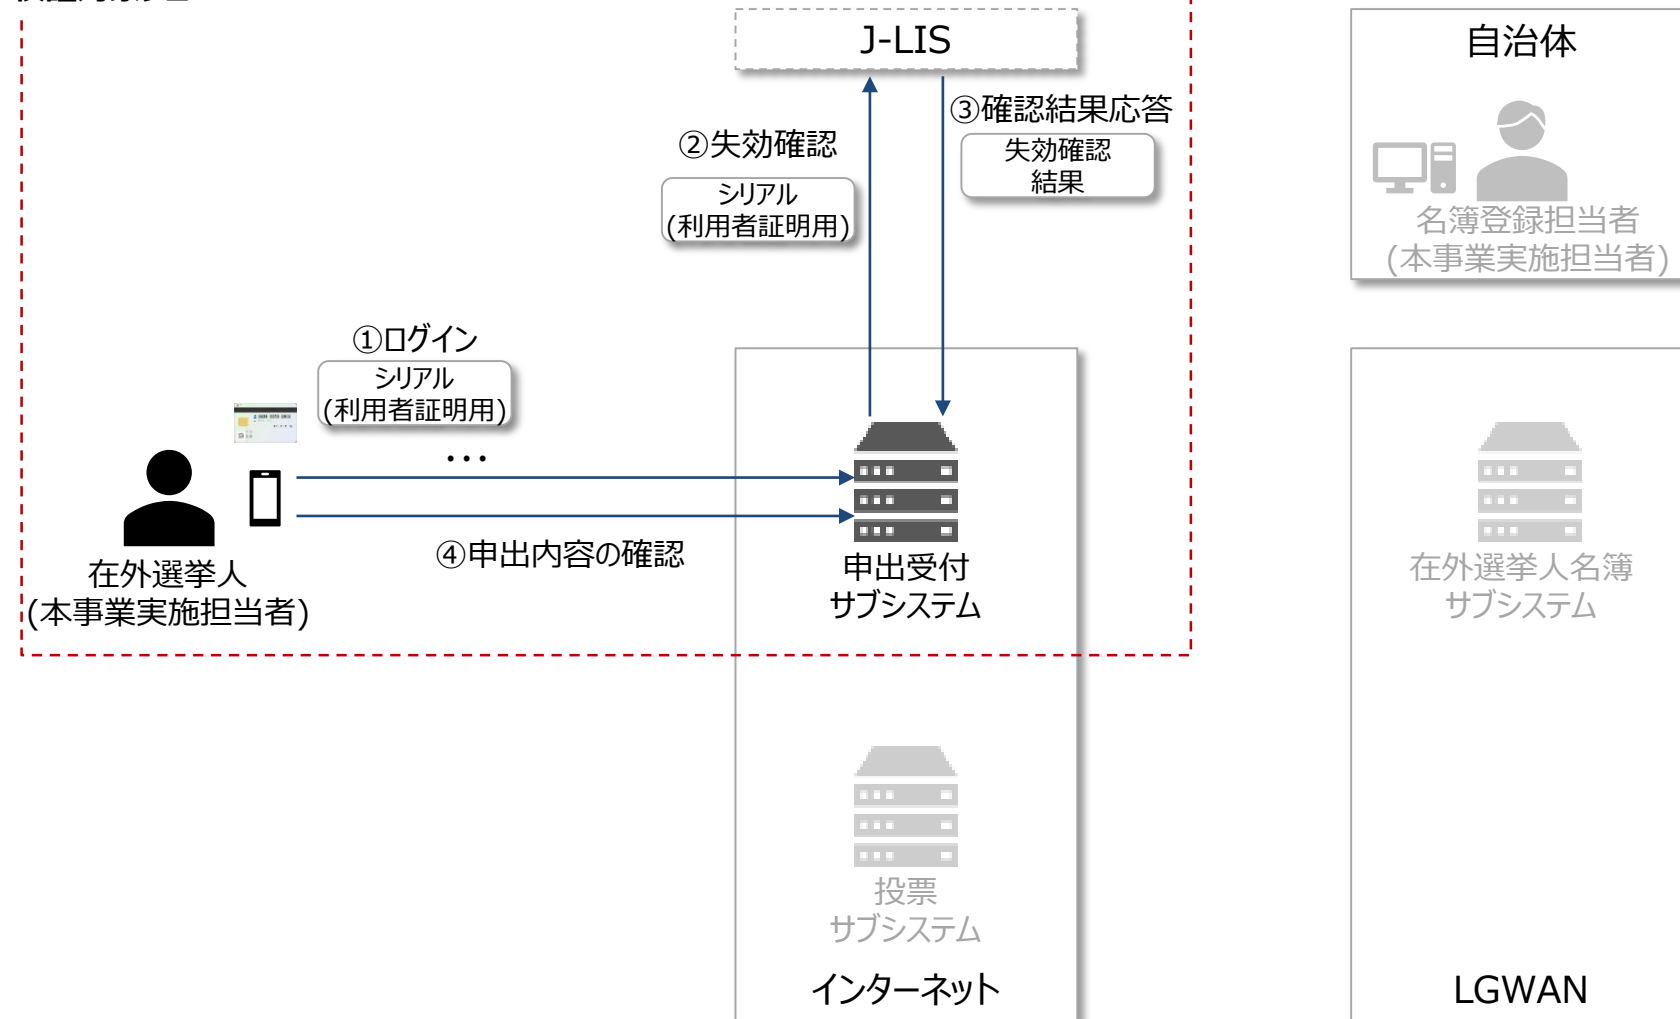 J-LIS
自治体
③確認結果応答
失効確認
結果
②失効確認
シリアル
(利用者証明用)
名簿登録担当者
(本事業実施担当者)
①ログイン
シリアル
(利用者証明用)
…
④申出内容の確認
在外選挙人
(本事業実施担当者)
申出受付
サブシステム
在外選挙人名簿
サブシステム
投票
サブシステム
インターネット
LGWAN